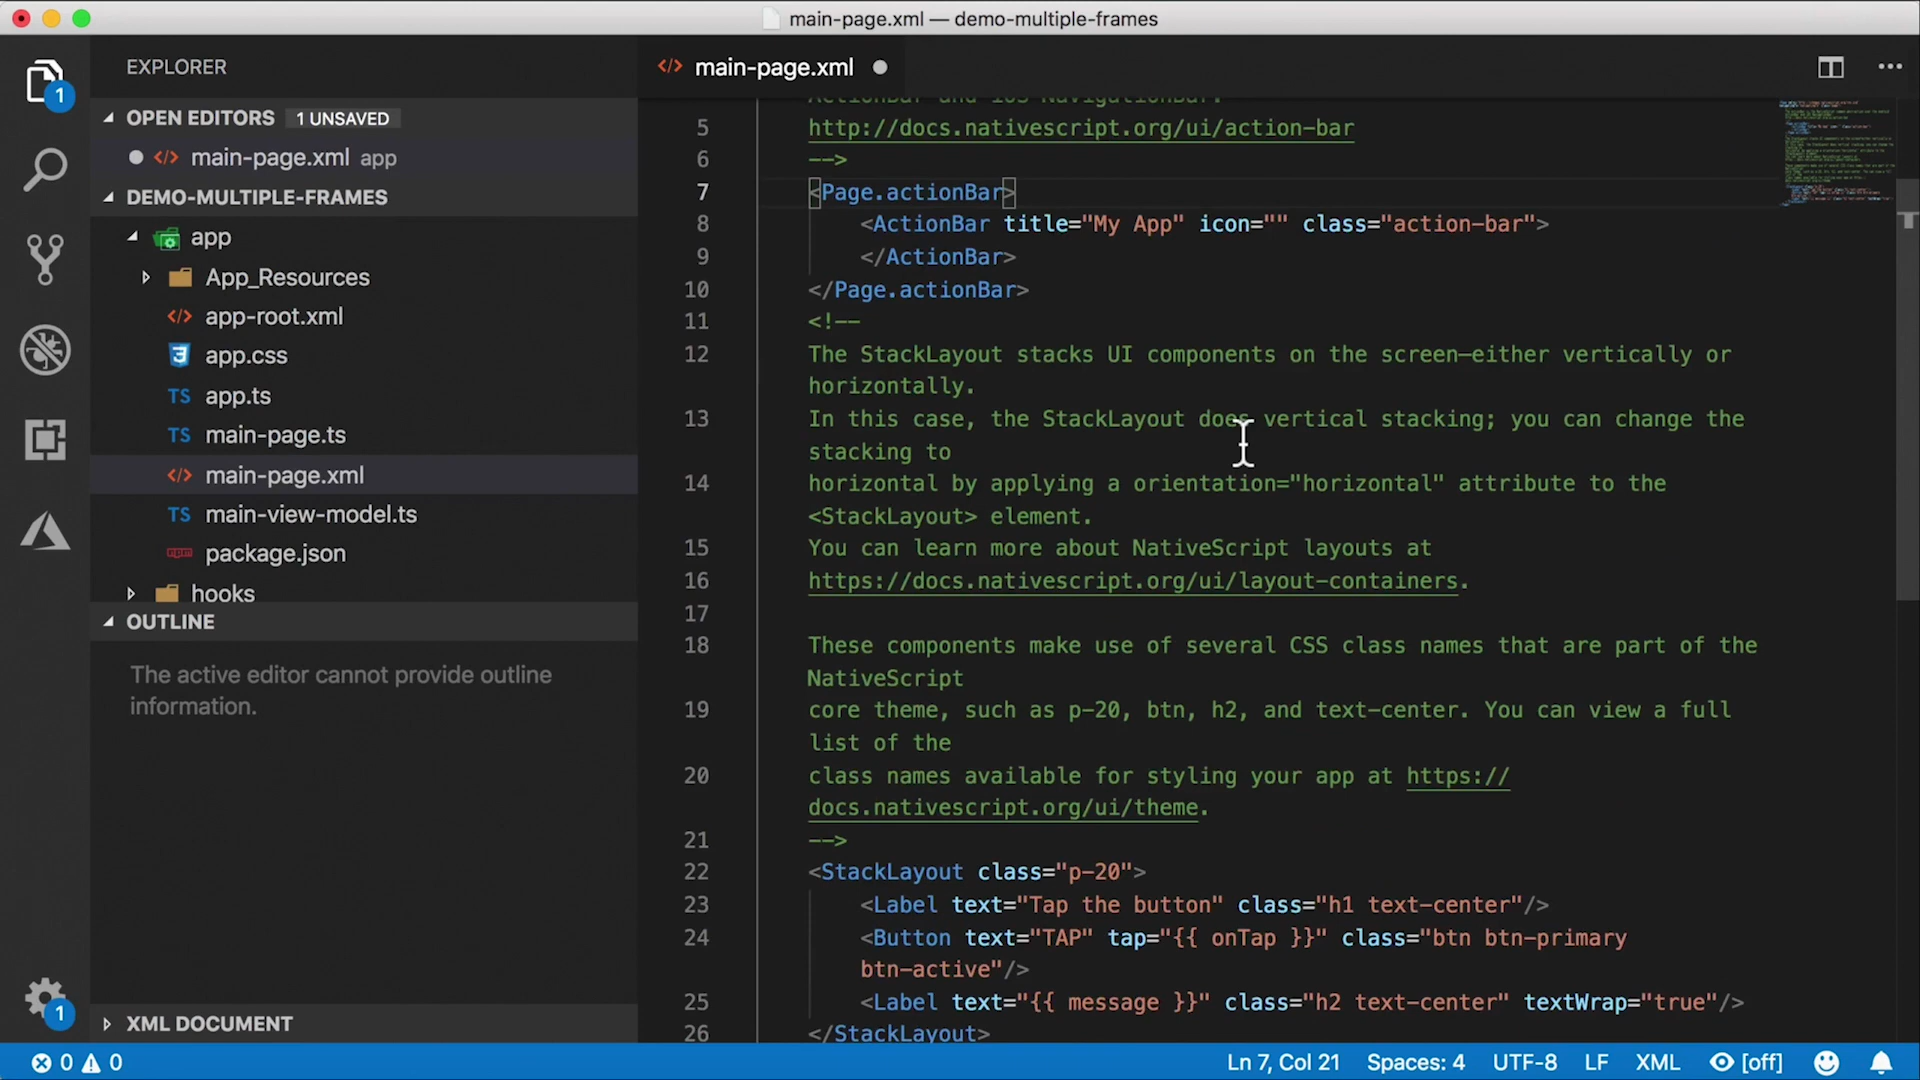 main-page.xml — demo-multiple-frames
EXPLORER
OPEN EDITORS 1 UNSAVED
main-page.xml app
DEMO-MULTIPLE-FRAMES
app
App_Resources
app-root.xml
app.css
TS app.ts
TS main-page.ts
main-page.xml
TS main-view-model.ts
package.json
hooks
OUTLINE
The active editor cannot provide outline
information.
XML DOCUMENT
1
1
main-page.xml
ActionBar and iOS NavigationBar.
5 http://docs.nativescript.org/ui/action-bar
6 -->
7 <Page.actionBar>
8 <ActionBar title="My App" icon="" class="action-bar">
9 </ActionBar>
10 </Page.actionBar>
11 <!--
12 The StackLayout stacks UI components on the screen—either vertically or
horizontally.
13 In this case, the StackLayout does vertical stacking; you can change the
stacking to
14 horizontal by applying a orientation="horizontal" attribute to the
<StackLayout> element.
15 You can learn more about NativeScript layouts at
16 https://docs.nativescript.org/ui/layout-containers.
17
18 These components make use of several CSS class names that are part of the
NativeScript
19 core theme, such as p-20, btn, h2, and text-center. You can view a full
list of the
20 class names available for styling your app at https://
docs.nativescript.org/ui/theme.
21 -->
22 <StackLayout class="p-20">
23 <Label text="Tap the button" class="h1 text-center"/>
24 <Button text="TAP" tap="{{ onTap }}" class="btn btn-primary
btn-active"/>
25 <Label text="{{ message }}" class="h2 text-center" textWrap="true"/>
26 </StackLayout>
0 0 Ln 7, Col 21 Spaces: 4 UTF-8 LF XML [off]